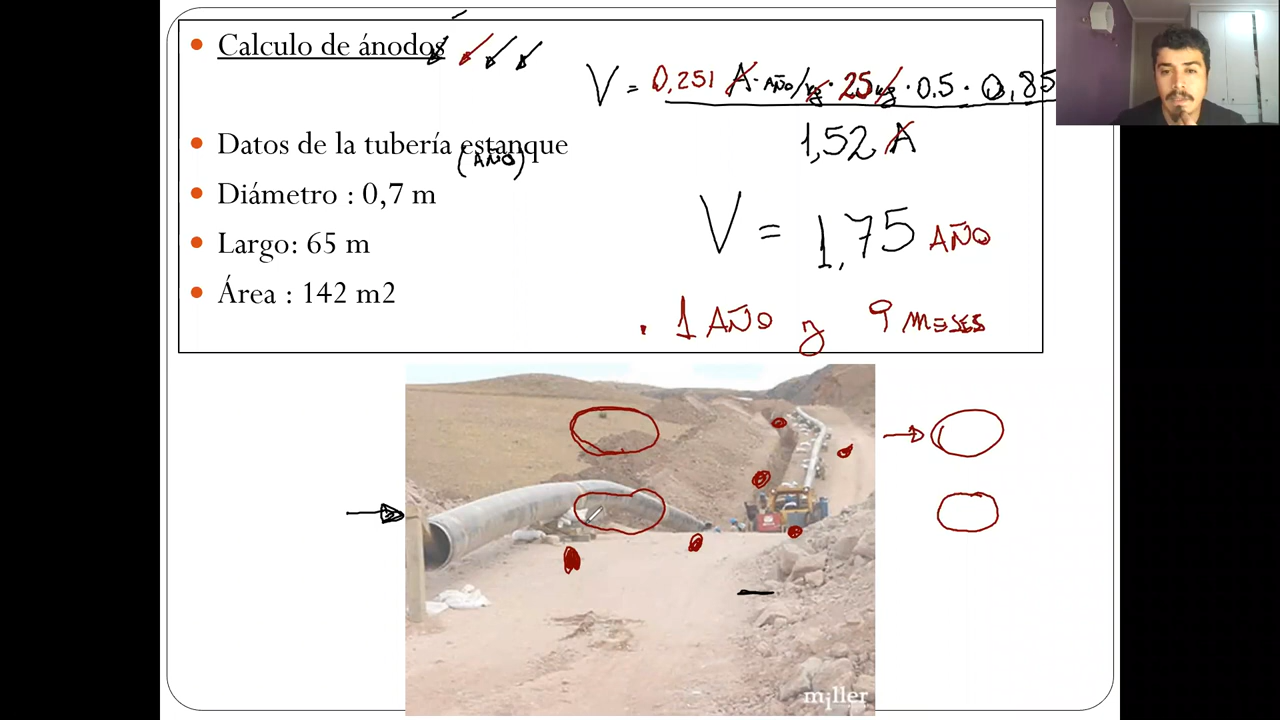 Calculo de ánodos
V = 0,251 A·AÑO/kg · 25 kg · 0.5 · 0,85
1,52 A
Datos de la tubería estanque
(AÑO)
Diámetro : 0,7 m
V = 1,75 AÑO
Largo: 65 m
Área : 142 m2
1 AÑO y 9 MESES
miller